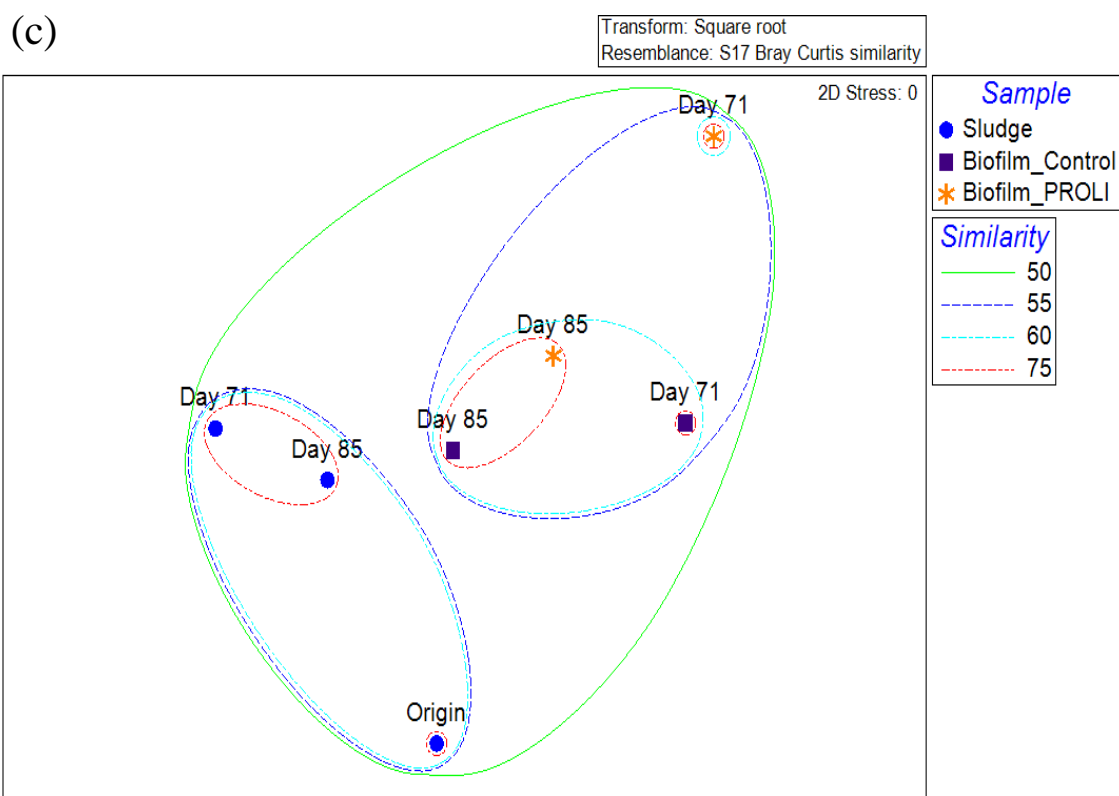 (c)
Transform: Square root
Resemblance: S17 Bray Curtis similarity
2D Stress: 0
Day 71
Day 85
Day 71
Day 85
Day 71
Day 85
Origin
Sample
Sludge
Biofilm_Control
Biofilm_PROLI
Similarity
50
55
60
75